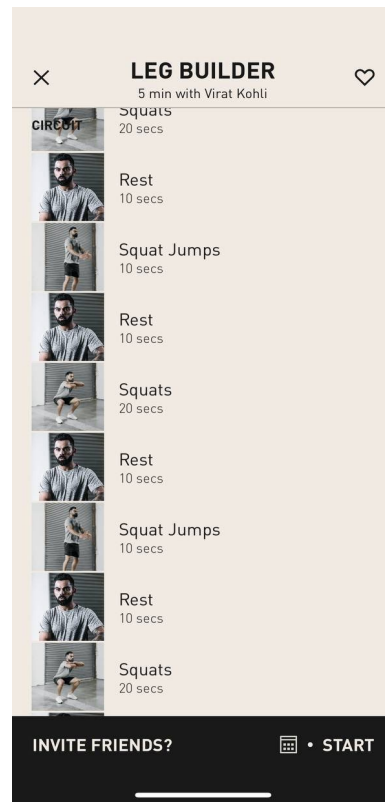 LEG BUILDER
5 min with Virat Kohli
CIRCUIT
Squats
20 secs
Rest
10 secs
Squat Jumps
10 secs
Rest
10 secs
Squats
20 secs
Rest
10 secs
Squat Jumps
10 secs
Rest
10 secs
Squats
20 secs
INVITE FRIENDS?
• START